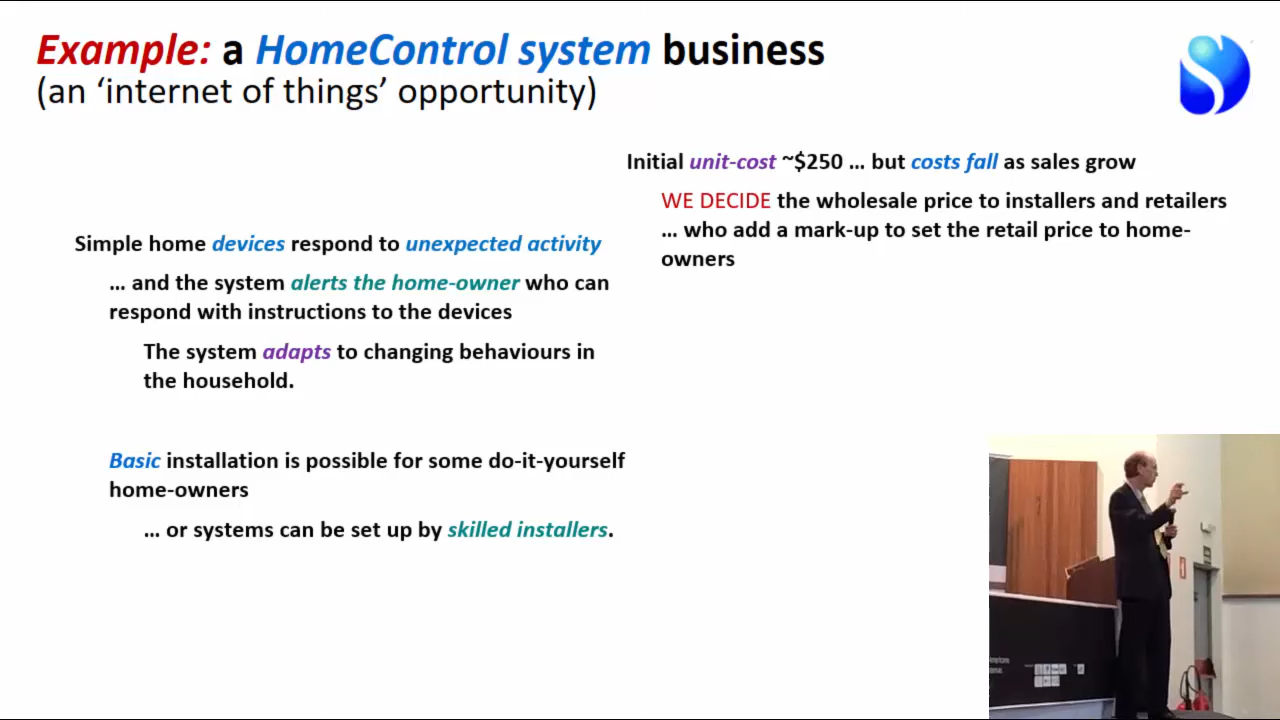 Example: a HomeControl system business
(an ‘internet of things’ opportunity)
Simple home devices respond to unexpected activity
... and the system alerts the home-owner who can
respond with instructions to the devices
The system adapts to changing behaviours in
the household.
Basic installation is possible for some do-it-yourself
home-owners
... or systems can be set up by skilled installers.
Initial unit-cost ~$250 ... but costs fall as sales grow
WE DECIDE the wholesale price to installers and retailers
... who add a mark-up to set the retail price to home-
owners